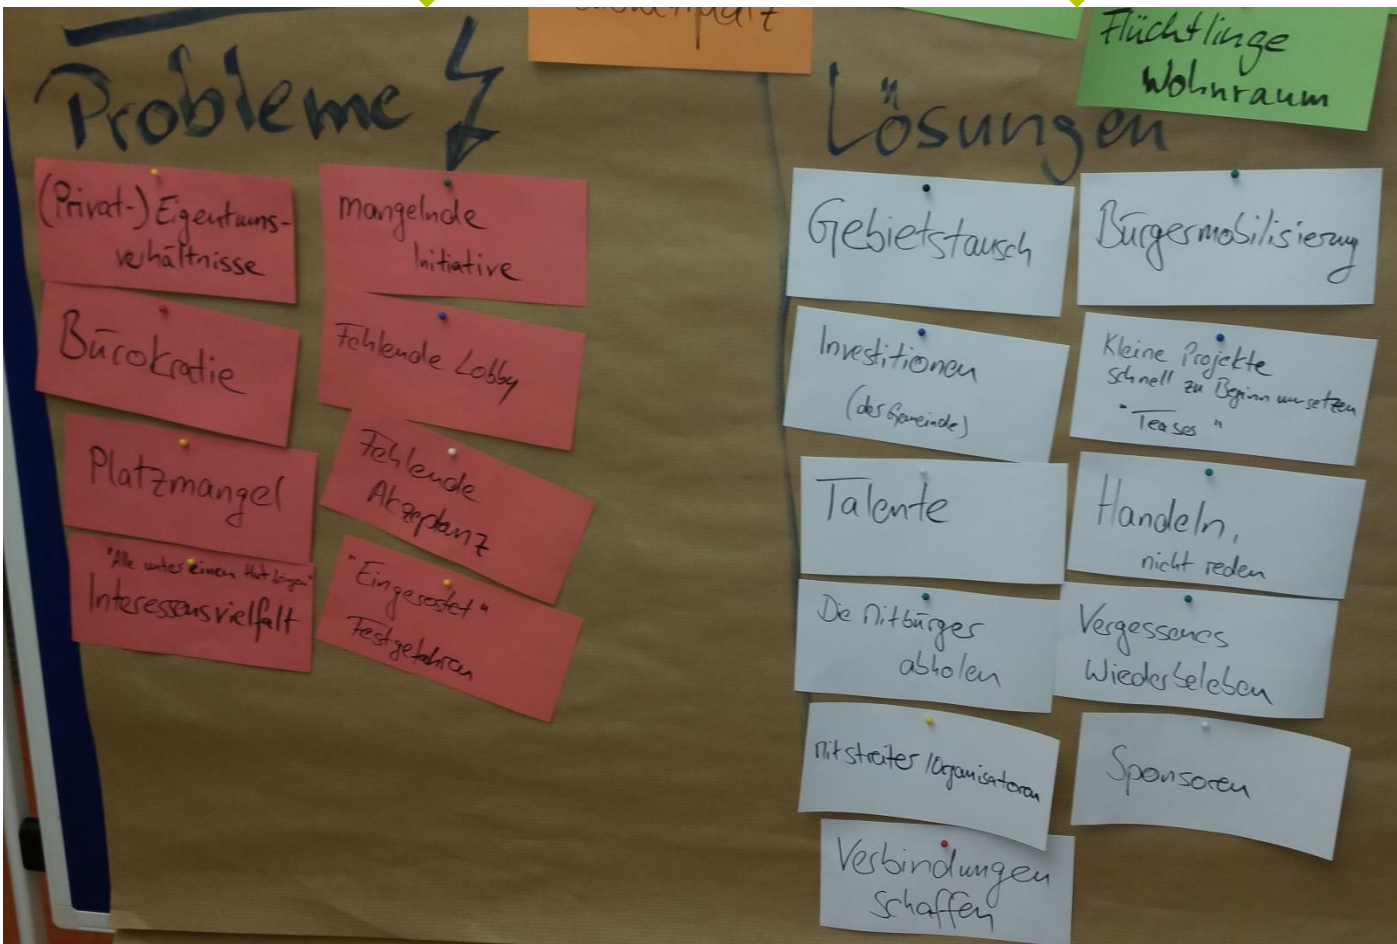 Flüchtlinge
Wohnraum
Probleme
(Privat-) Eigentums-
verhältnisse
Bürokratie
Platzmangel
"Alle unter einen Hut bringen"
Interessensvielfalt
mangelnde
Initiative
Fehlende Lobby
Fehlende
Akzeptanz
"Eingerostet"
Festgefahren
Lösungen
Gebietstausch
Investitionen
(der Gemeinde)
Talente
Die Mitbürger
abholen
Mitstreiter / Organisatoren
Verbindungen
schaffen
Bürgermobilisierung
Kleine Projekte
schnell zu Beginn umsetzen
"Teases"
Handeln,
nicht reden
Vergessenes
Wiederbeleben
Sponsoren